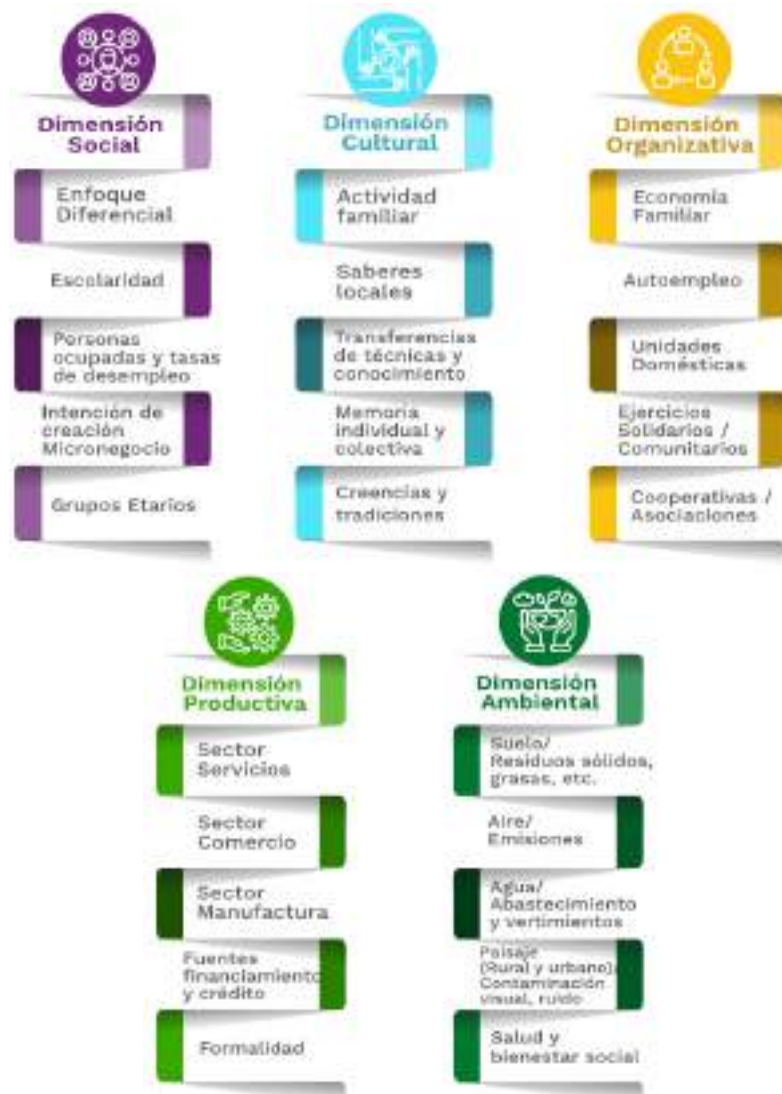 Dimensión
Social
Enfoque
Diferencial
Escolaridad
Personas
ocupadas y tasas
de desempleo
Intención de
creación
Micronegocio
Grupos Etarios
Dimensión
Cultural
Actividad
familiar
Saberes
locales
Transferencias
de técnicas y
conocimiento
Memoria
individual y
colectiva
Creencias y
tradiciones
Dimensión
Organizativa
Economía
Familiar
Autoempleo
Unidades
Domésticas
Ejercicios
Solidarios /
Comunitarios
Cooperativas /
Asociaciones
Dimensión
Productiva
Sector
Servicios
Sector
Comercio
Sector
Manufactura
Fuentes
financiamiento
y crédito
Formalidad
Dimensión
Ambiental
Suelo/
Residuos sólidos,
grasas, etc.
Aire/
Emisiones
Agua/
Abastecimiento
y vertimientos
Paisaje
(Rural y urbano)/
Contaminación
visual, ruido
Salud y
bienestar social